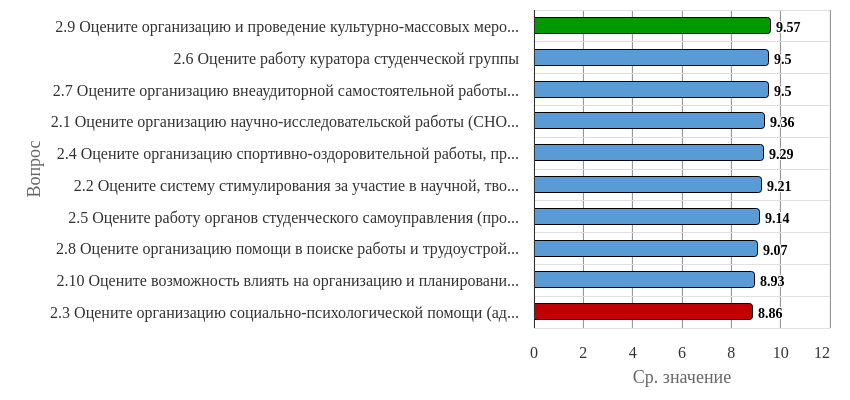 2.9 Оцените организацию и проведение культурно-массовых меро... 9.57
2.6 Оцените работу куратора студенческой группы 9.5
2.7 Оцените организацию внеаудиторной самостоятельной работы... 9.5
2.1 Оцените организацию научно-исследовательской работы (СНО... 9.36
2.4 Оцените организацию спортивно-оздоровительной работы, пр... 9.29
2.2 Оцените систему стимулирования за участие в научной, тво... 9.21
2.5 Оцените работу органов студенческого самоуправления (про... 9.14
2.8 Оцените организацию помощи в поиске работы и трудоустрой... 9.07
2.10 Оцените возможность влиять на организацию и планировани... 8.93
2.3 Оцените организацию социально-психологической помощи (ад... 8.86
Вопрос
0 2 4 6 8 10 12
Ср. значение